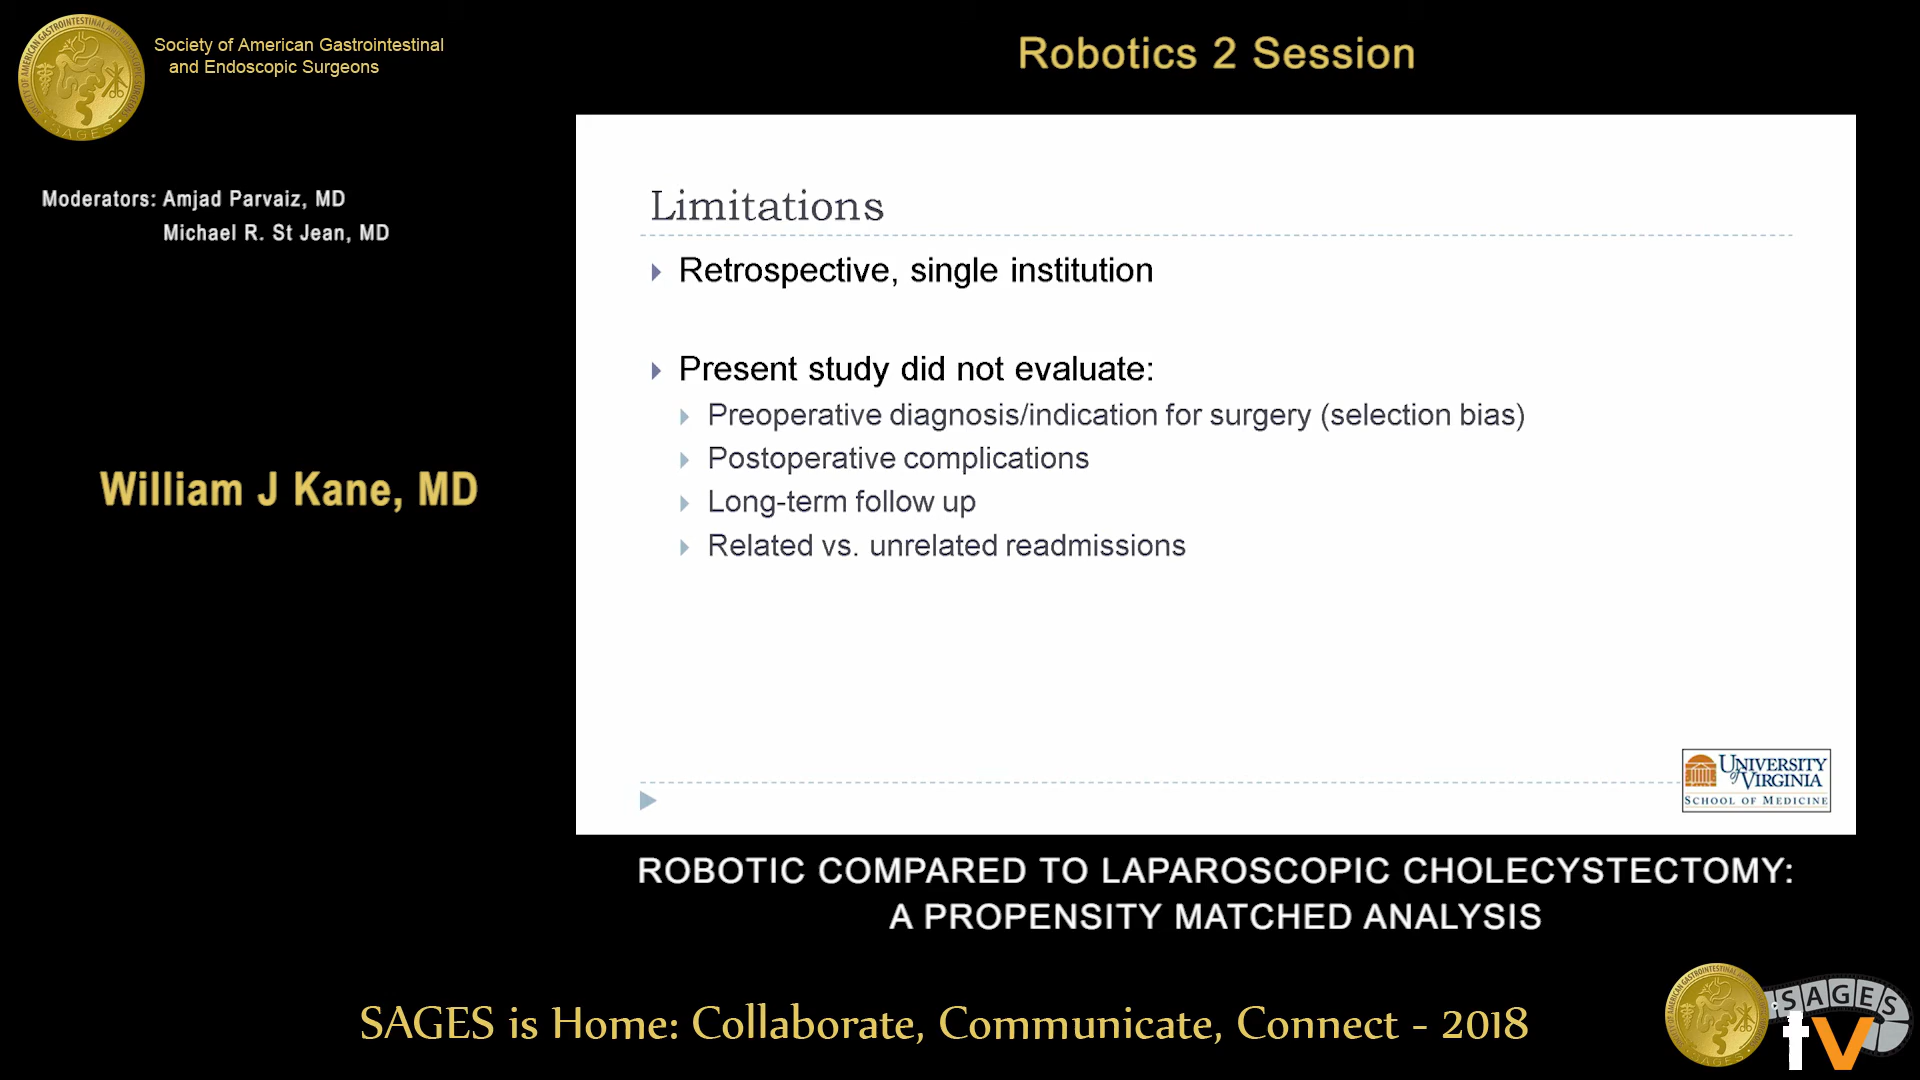 Society of American Gastrointestinal
and Endoscopic Surgeons
Robotics 2 Session
Moderators: Amjad Parvaiz, MD
Michael R. St Jean, MD
William J Kane, MD
Limitations
Retrospective, single institution
Present study did not evaluate:
Preoperative diagnosis/indication for surgery (selection bias)
Postoperative complications
Long-term follow up
Related vs. unrelated readmissions
UNIVERSITY
of VIRGINIA
SCHOOL OF MEDICINE
ROBOTIC COMPARED TO LAPAROSCOPIC CHOLECYSTECTOMY:
A PROPENSITY MATCHED ANALYSIS
SAGES is Home: Collaborate, Communicate, Connect - 2018
SAGES
tv
SAGES